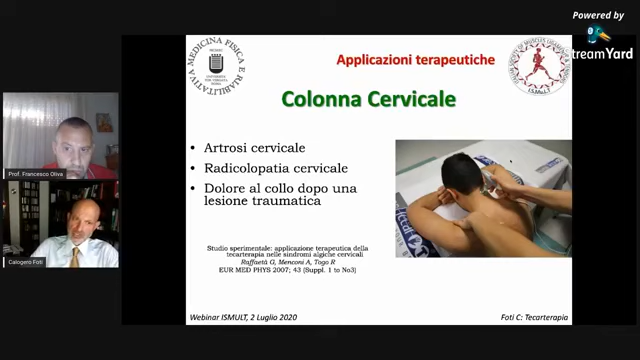 Powered by
streamYard
MEDICINA FISICA E RIABILITATIVA
Applicazioni terapeutiche
ISMuLT
Colonna Cervicale
• Artrosi cervicale
• Radicolopatia cervicale
• Dolore al collo dopo una
lesione traumatica
Prof. Francesco Oliva
Calogero Foti
Studio sperimentale: applicazione terapeutica della
tecarterapia nelle sindromi algiche cervicali
Raffaetà G, Menconi A, Togo R
EUR MED PHYS 2007; 43 (Suppl. 1 to No3)
Webinar ISMULT, 2 Luglio 2020
Foti C: Tecarterapia